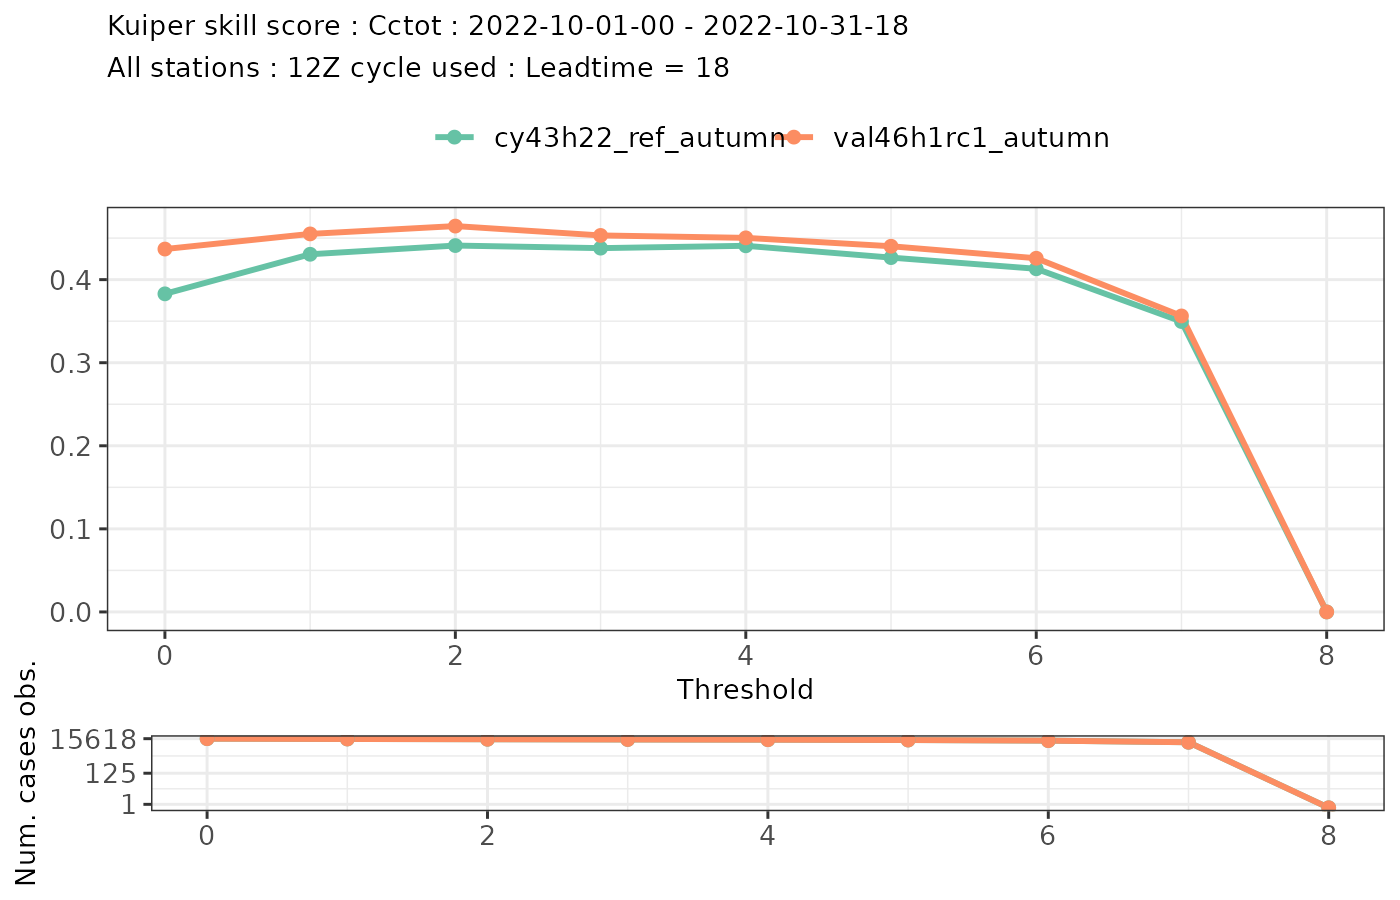 Kuiper skill score : Cctot : 2022-10-01-00 - 2022-10-31-18
All stations : 12Z cycle used : Leadtime = 18
cy43h22_ref_autumn val46h1rc1_autumn
0.4
0.3
0.2
0.1
0.0
0 2 4 6 8
Threshold
Num. cases obs.
15618
125
1
0 2 4 6 8